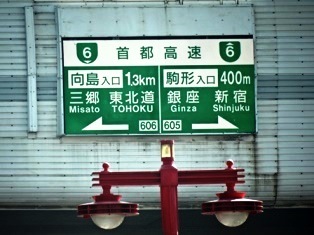 6 首都高速 6
向島入口 1.3km 駒形入口 400m
三郷 東北道 銀座 新宿
Misato TOHOKU Ginza Shinjuku
606 605